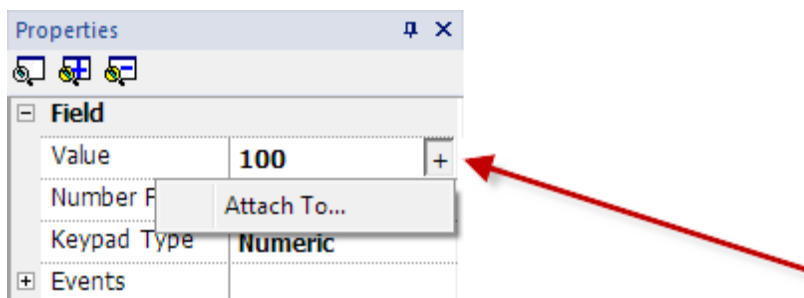 Properties
Field
Value 100 +
Number F
Attach To...
Keypad Type Numeric
Events